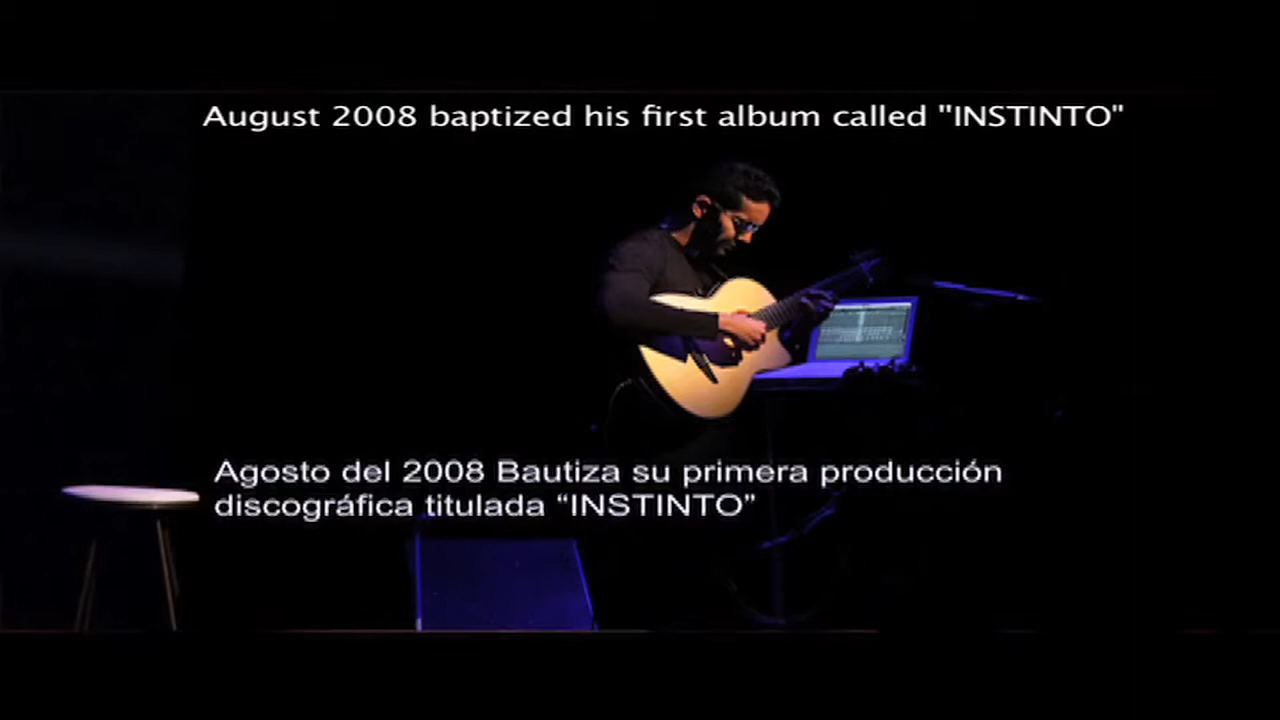 August 2008 baptized his first album called "INSTINTO"
Agosto del 2008 Bautiza su primera producción
discográfica titulada “INSTINTO”